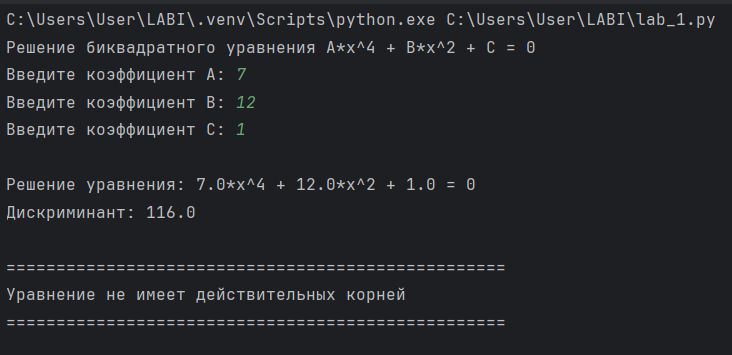 C:\Users\User\LABI\.venv\Scripts\python.exe C:\Users\User\LABI\lab_1.py
Решение биквадратного уравнения A*x^4 + B*x^2 + C = 0
Введите коэффициент A: 7
Введите коэффициент B: 12
Введите коэффициент C: 1
Решение уравнения: 7.0*x^4 + 12.0*x^2 + 1.0 = 0
Дискриминант: 116.0
==================================================
Уравнение не имеет действительных корней
==================================================